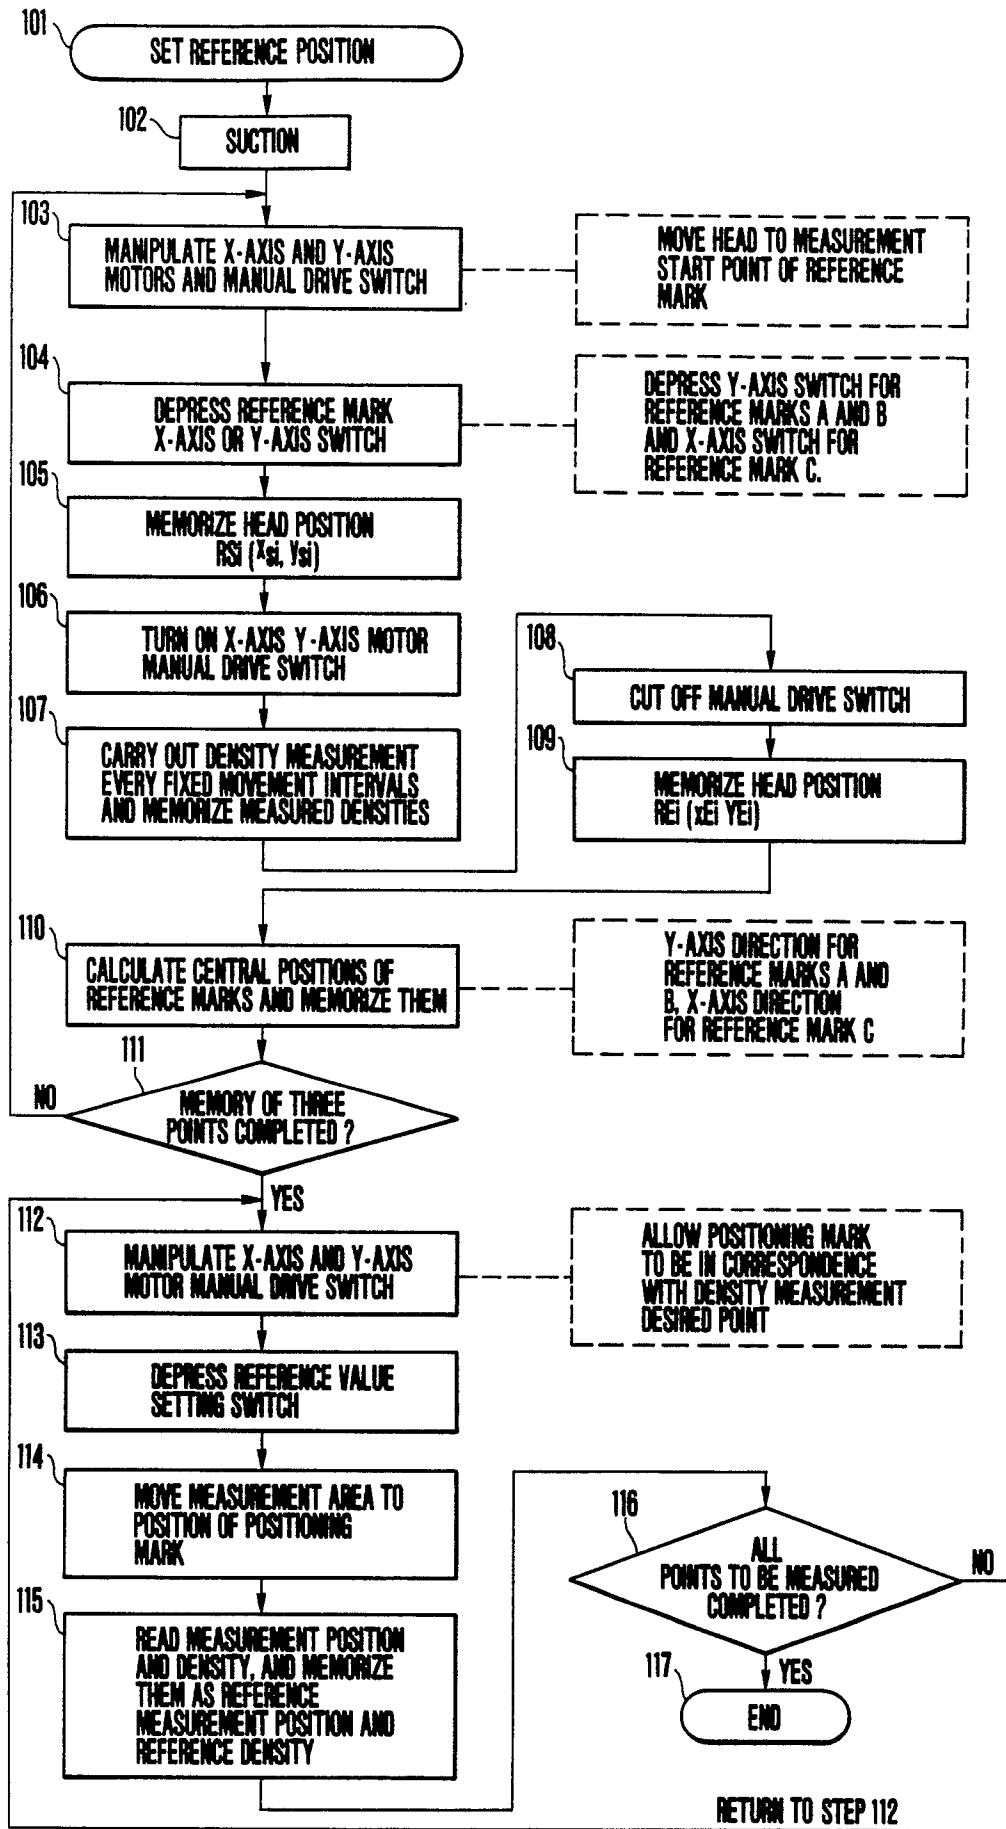 101
SET REFERENCE POSITION
102
SUCTION
103
MANIPULATE X-AXIS AND Y-AXIS
MOTORS AND MANUAL DRIVE SWITCH
MOVE HEAD TO MEASUREMENT
START POINT OF REFERENCE
MARK
104
DEPRESS REFERENCE MARK
X-AXIS OR Y-AXIS SWITCH
DEPRESS Y-AXIS SWITCH FOR
REFERENCE MARKS A AND B
AND X-AXIS SWITCH FOR
REFERENCE MARK C.
105
MEMORIZE HEAD POSITION
RSi (xsi, ysi)
106
TURN ON X-AXIS Y-AXIS MOTOR
MANUAL DRIVE SWITCH
107
CARRY OUT DENSITY MEASUREMENT
EVERY FIXED MOVEMENT INTERVALS
AND MEMORIZE MEASURED DENSITIES
108
CUT OFF MANUAL DRIVE SWITCH
109
MEMORIZE HEAD POSITION
REi (xEi YEi)
110
CALCULATE CENTRAL POSITIONS OF
REFERENCE MARKS AND MEMORIZE THEM
Y-AXIS DIRECTION FOR
REFERENCE MARKS A AND
B, X-AXIS DIRECTION
FOR REFERENCE MARK C
111
NO
MEMORY OF THREE
POINTS COMPLETED ?
YES
112
MANIPULATE X-AXIS AND Y-AXIS
MOTOR MANUAL DRIVE SWITCH
ALLOW POSITIONING MARK
TO BE IN CORRESPONDENCE
WITH DENSITY MEASUREMENT
DESIRED POINT
113
DEPRESS REFERENCE VALUE
SETTING SWITCH
114
MOVE MEASUREMENT AREA TO
POSITION OF POSITIONING
MARK
115
READ MEASUREMENT POSITION
AND DENSITY, AND MEMORIZE
THEM AS REFERENCE
MEASUREMENT POSITION AND
REFERENCE DENSITY
116
ALL
POINTS TO BE MEASURED
COMPLETED ?
NO
YES
117
END
RETURN TO STEP 112